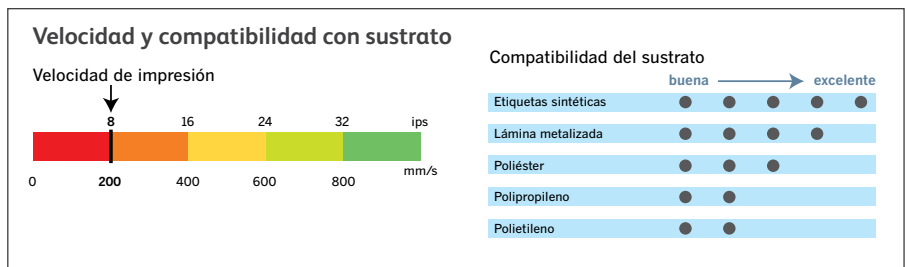 Velocidad y compatibilidad con sustrato
Velocidad de impresión
8 16 24 32 ips
mm/s
0 200 400 600 800
Compatibilidad del sustrato
buena excelente
Etiquetas sintéticas
Lámina metalizada
Poliéster
Polipropileno
Polietileno